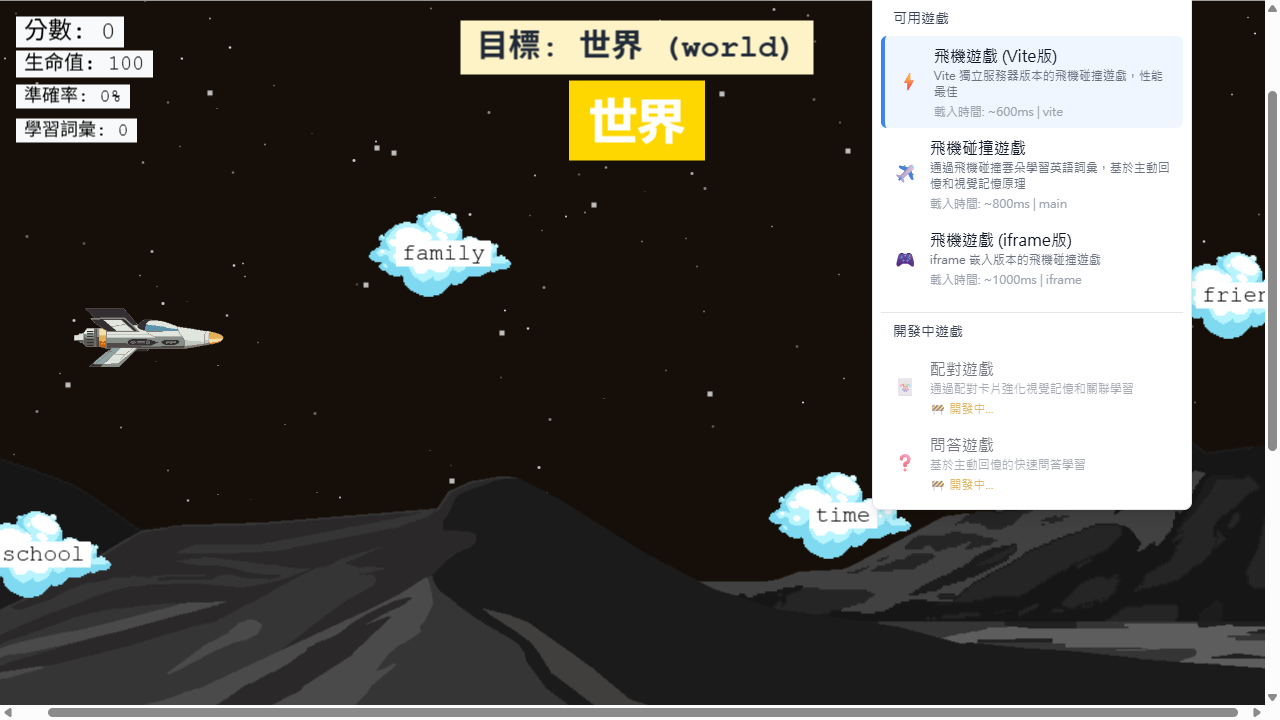 分數: 0
生命值: 100
準確率: 0%
學習詞彙: 0
目標: 世界 (world)
世界
family
school
time
frien
可用遊戲
飛機遊戲 (Vite版)
Vite 獨立服務器版本的飛機碰撞遊戲，性能
最佳
載入時間: ~600ms | vite
飛機碰撞遊戲
通過飛機碰撞雲朵學習英語詞彙，基於主動回
憶和視覺記憶原理
載入時間: ~800ms | main
飛機遊戲 (iframe版)
iframe 嵌入版本的飛機碰撞遊戲
載入時間: ~1000ms | iframe
開發中遊戲
配對遊戲
通過配對卡片強化視覺記憶和關聯學習
開發中...
問答遊戲
基於主動回憶的快速問答學習
開發中...